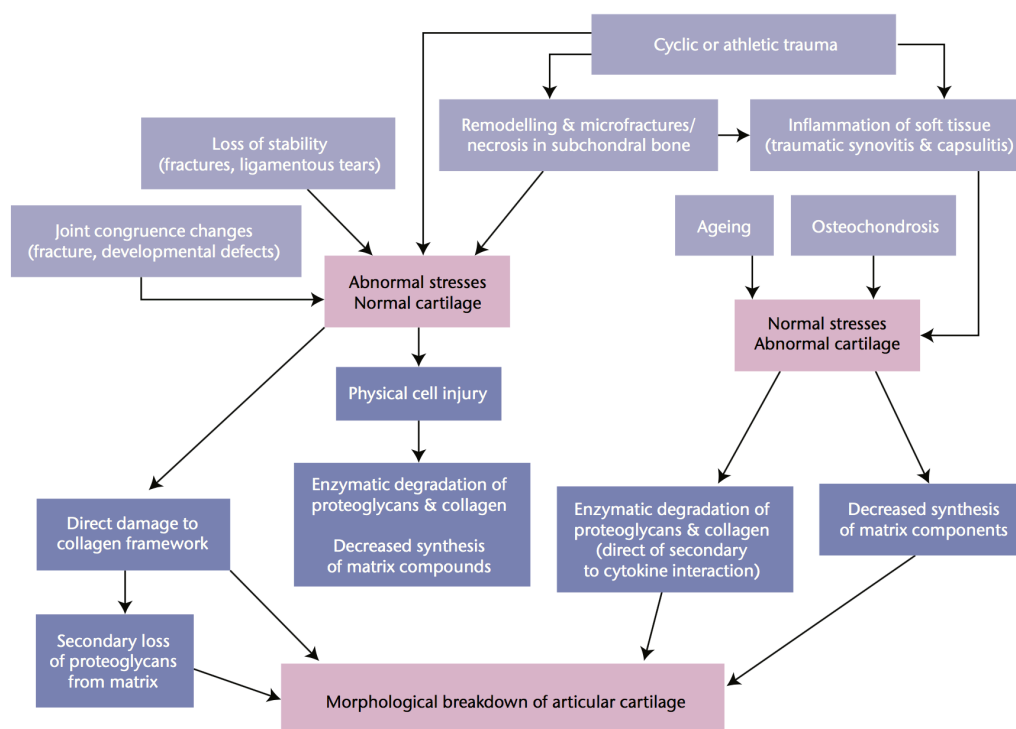 Cyclic or athletic trauma
Remodelling & microfractures/
necrosis in subchondral bone
Inflammation of soft tissue
(traumatic synovitis & capsulitis)
Loss of stability
(fractures, ligamentous tears)
Joint congruence changes
(fracture, developmental defects)
Ageing
Osteochondrosis
Abnormal stresses
Normal cartilage
Normal stresses
Abnormal cartilage
Physical cell injury
Enzymatic degradation of
proteoglycans & collagen
Decreased synthesis
of matrix compounds
Direct damage to
collagen framework
Enzymatic degradation of
proteoglycans & collagen
(direct of secondary
to cytokine interaction)
Decreased synthesis
of matrix components
Secondary loss
of proteoglycans
from matrix
Morphological breakdown of articular cartilage